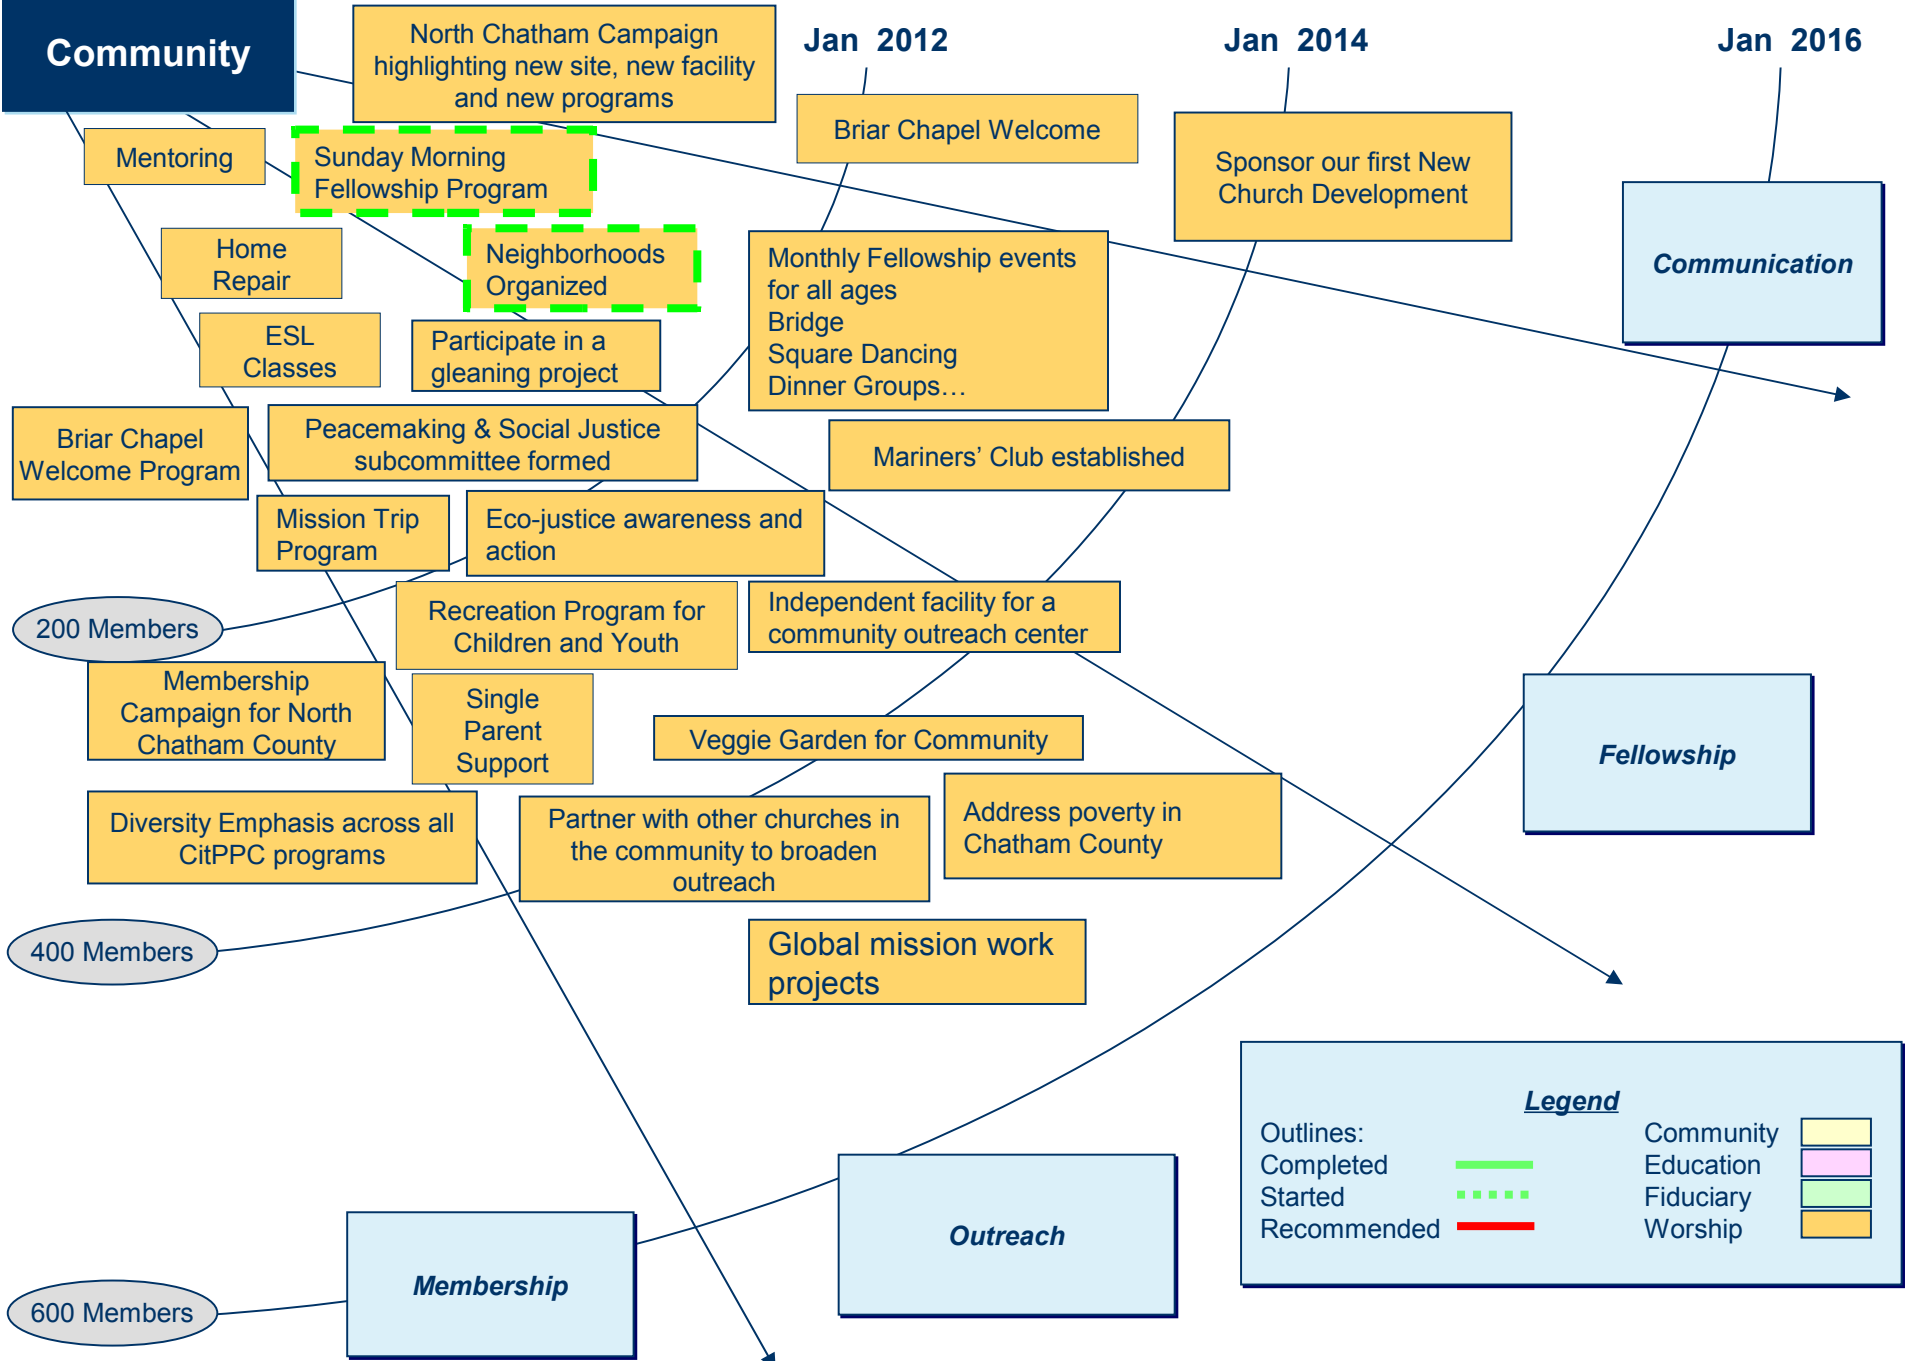 Community
North Chatham Campaign
highlighting new site, new facility
and new programs
Jan 2012
Jan 2014
Jan 2016
Briar Chapel Welcome
Mentoring
Sunday Morning
Fellowship Program
Sponsor our first New
Church Development
Communication
Home
Repair
Neighborhoods
Organized
Monthly Fellowship events
for all ages
Bridge
Square Dancing
Dinner Groups…
ESL
Classes
Participate in a
gleaning project
Briar Chapel
Welcome Program
Peacemaking & Social Justice
subcommittee formed
Mariners’ Club established
Mission Trip
Program
Eco-justice awareness and
action
200 Members
Recreation Program for
Children and Youth
Independent facility for a
community outreach center
Membership
Campaign for North
Chatham County
Single
Parent
Support
Veggie Garden for Community
Fellowship
Diversity Emphasis across all
CitPPC programs
Partner with other churches in
the community to broaden
outreach
Address poverty in
Chatham County
400 Members
Global mission work
projects
Legend
Outlines:
Completed
Started
Recommended
Community
Education
Fiduciary
Worship
Outreach
Membership
600 Members